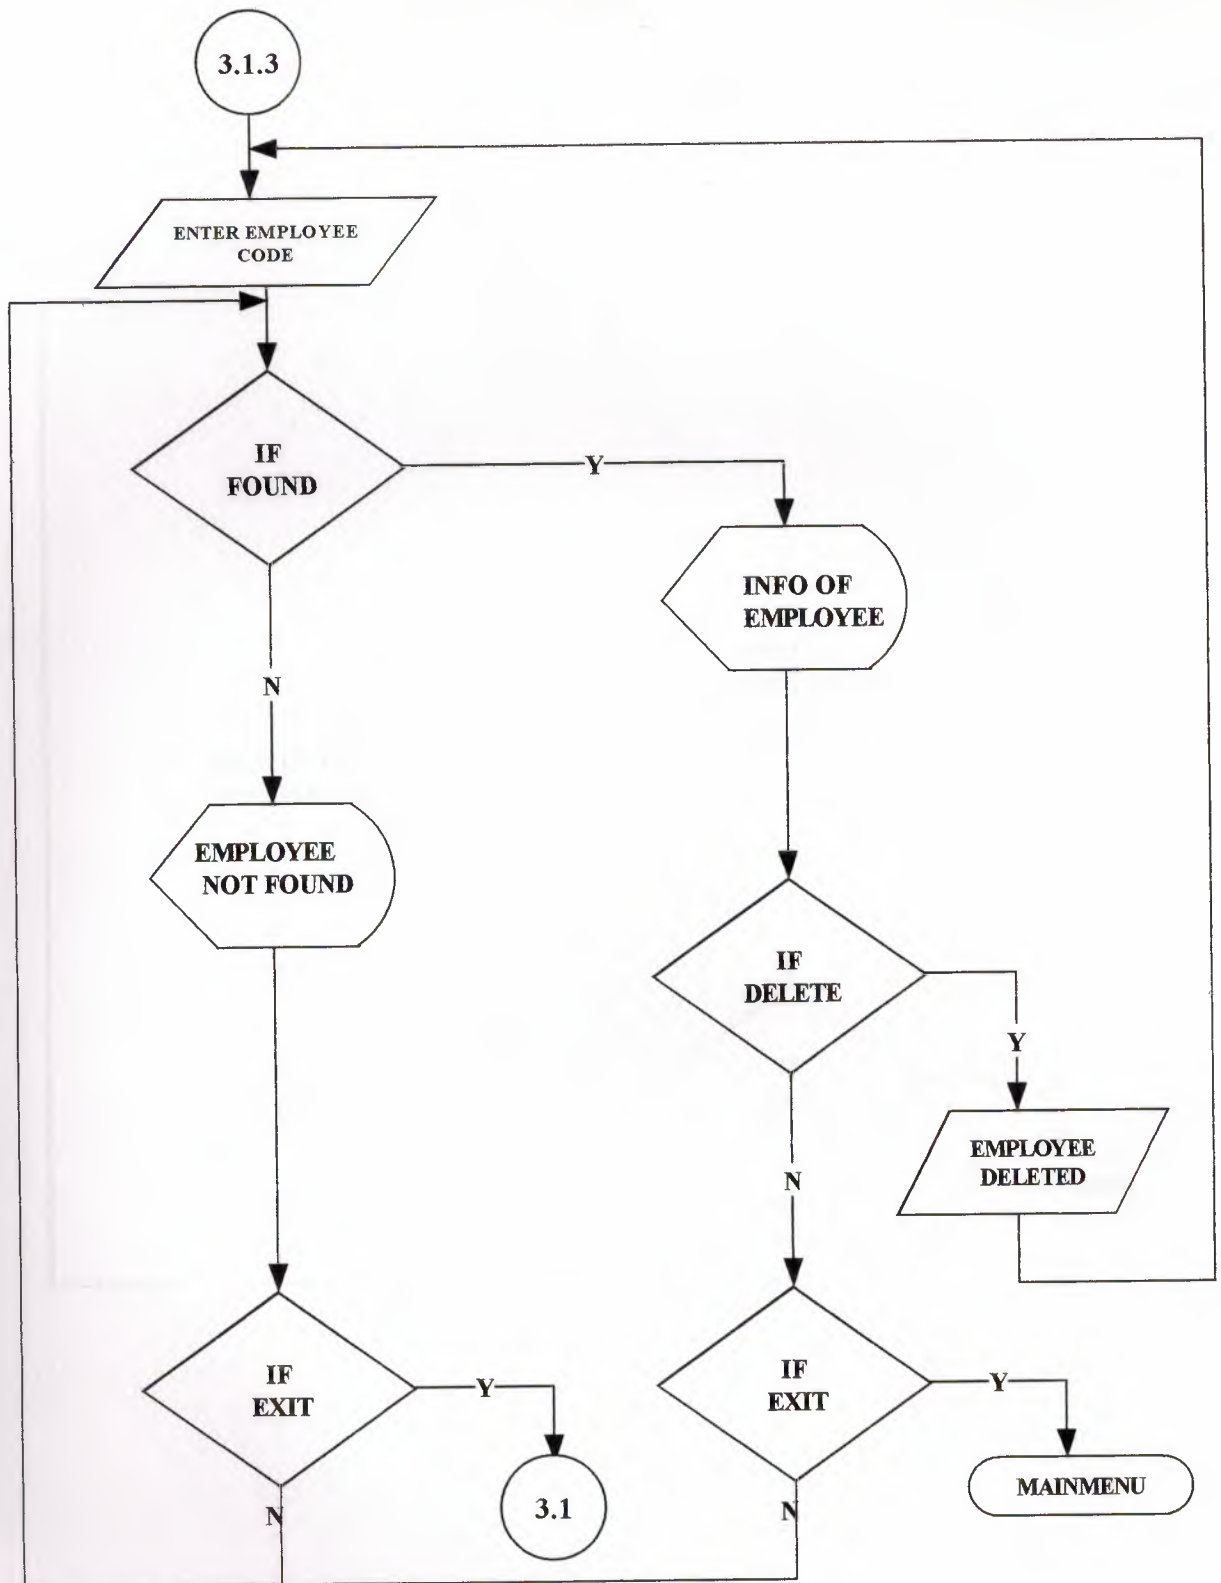 3.1.3
ENTER EMPLOYEE
CODE
IF
FOUND
Y
INFO OF
EMPLOYEE
N
EMPLOYEE
NOT FOUND
IF
DELETE
Y
EMPLOYEE
DELETED
N
IF
EXIT
Y
3.1
N
IF
EXIT
Y
MAINMENU
N